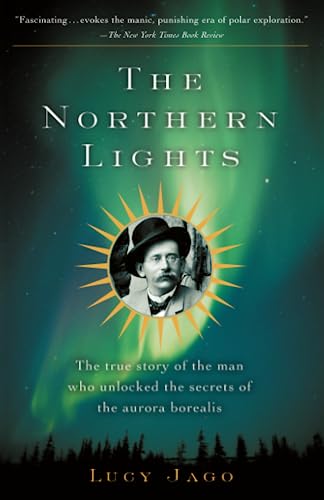 "Fascinating...evokes the manic, punishing era of polar exploration."
—The New York Times Book Review
THE
NORTHERN
LIGHTS
The true story of the man
who unlocked the secrets of
the aurora borealis
LUCY JAGO